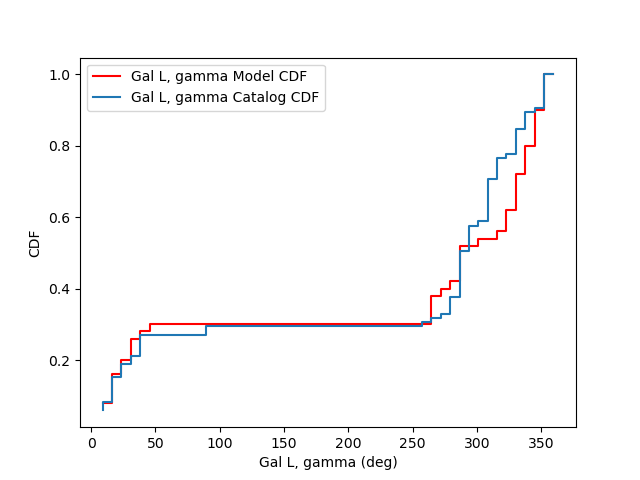 Gal L, gamma Model CDF
Gal L, gamma Catalog CDF
1.0
0.8
0.6
0.4
0.2
CDF
0 50 100 150 200 250 300 350
Gal L, gamma (deg)